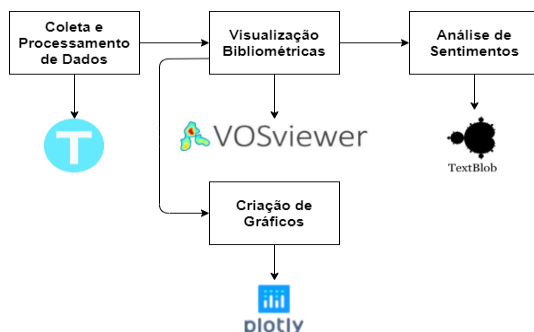 Coleta e
Processamento
de Dados
Visualização
Bibliométricas
Análise de
Sentimentos
T
VOSviewer
TextBlob
Criação de
Gráficos
plotly